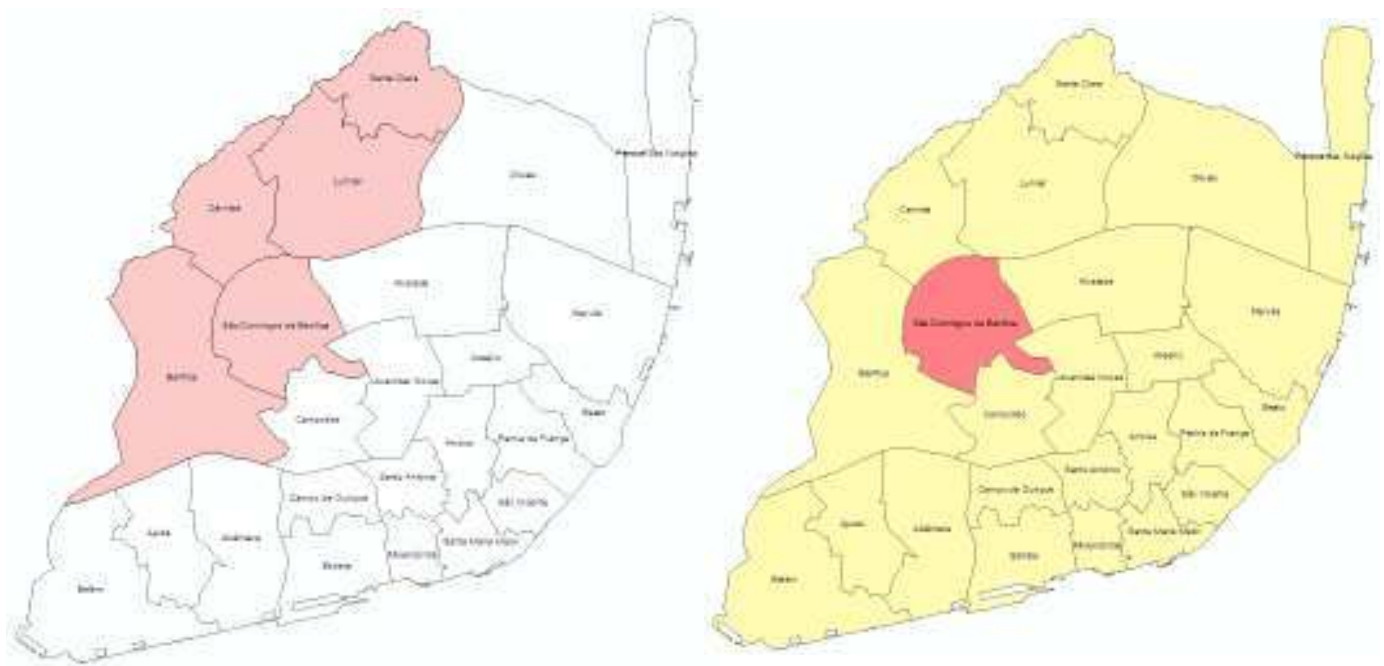 Santa Clara
Lumiar
Olivais
Carnide
São Domingos de Benfica
Alvalade
Marvila
Benfica
Areeiro
Avenidas Novas
Campolide
Beato
Arroios
Penha de França
Santo António
São Vicente
Campo de Ourique
Ajuda
Alcântara
Estrela
Misericórdia
Santa Maria Maior
Belém
Santa Clara
Lumiar
Olivais
Carnide
São Domingos de Benfica
Alvalade
Marvila
Benfica
Areeiro
Avenidas Novas
Campolide
Beato
Arroios
Penha de França
Santo António
São Vicente
Campo de Ourique
Ajuda
Alcântara
Estrela
Misericórdia
Santa Maria Maior
Belém